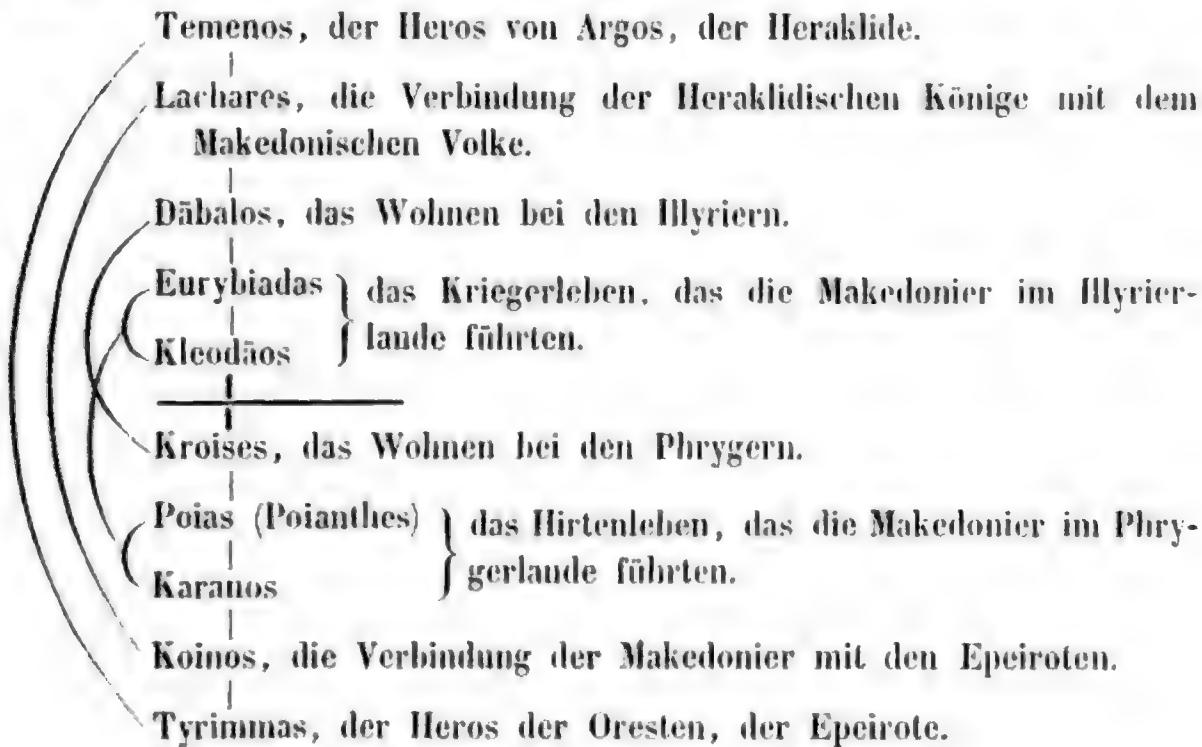 Temenos, der Heros von Argos, der Heraklide.
Lachares, die Verbindung der Heraklidischen Könige mit dem
Makedonischen Volke.
Däbalos, das Wohnen bei den Illyriern.
Eurybiadas } das Kriegerleben, das die Makedonier im Illyrier-
Kleodäos } lande führten.
Kroises, das Wohnen bei den Phrygern.
Poias (Poianthes) } das Hirtenleben, das die Makedonier im Phry-
Karanos } gerlande führten.
Koinos, die Verbindung der Makedonier mit den Epeiroten.
Tyrimmas, der Heros der Oresten, der Epeirote.